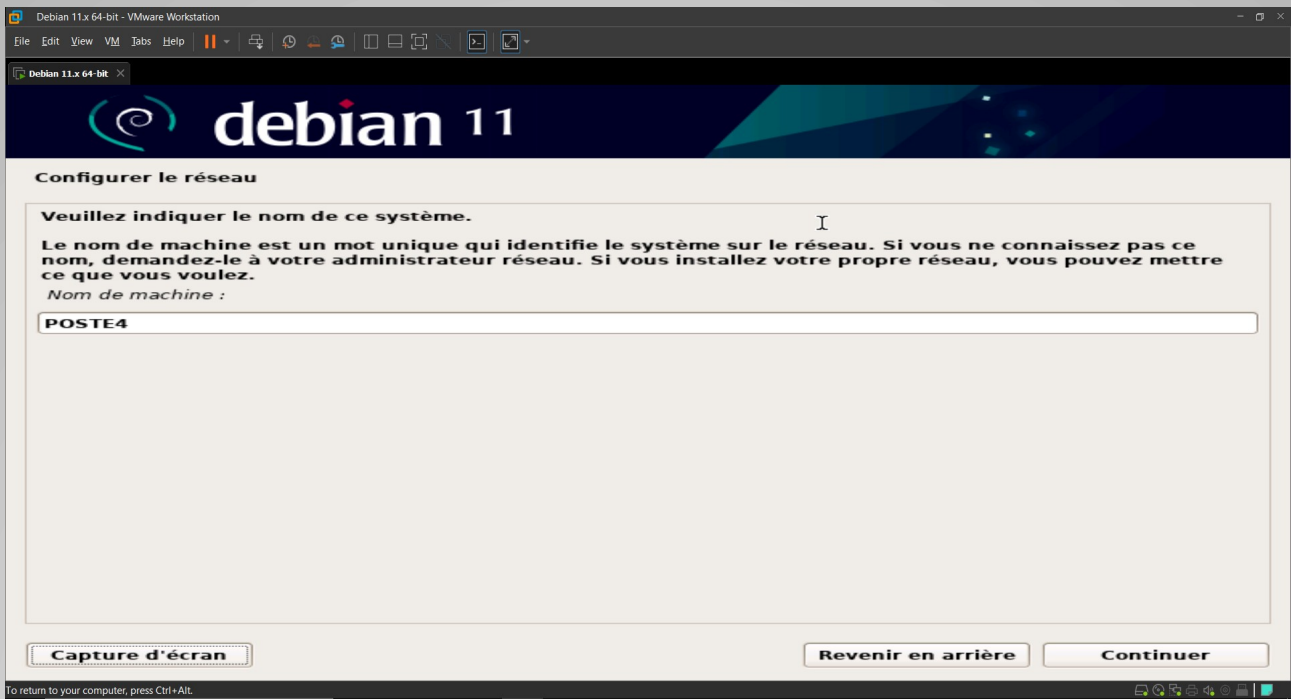 Debian 11.x 64-bit - VMware Workstation
File Edit View VM Tabs Help
Debian 11.x 64-bit
debian 11
Configurer le réseau
Veuillez indiquer le nom de ce système.
Le nom de machine est un mot unique qui identifie le système sur le réseau. Si vous ne connaissez pas ce
nom, demandez-le à votre administrateur réseau. Si vous installez votre propre réseau, vous pouvez mettre
ce que vous voulez.
Nom de machine :
POSTE4
Capture d'écran Revenir en arrière Continuer
To return to your computer, press Ctrl+Alt.